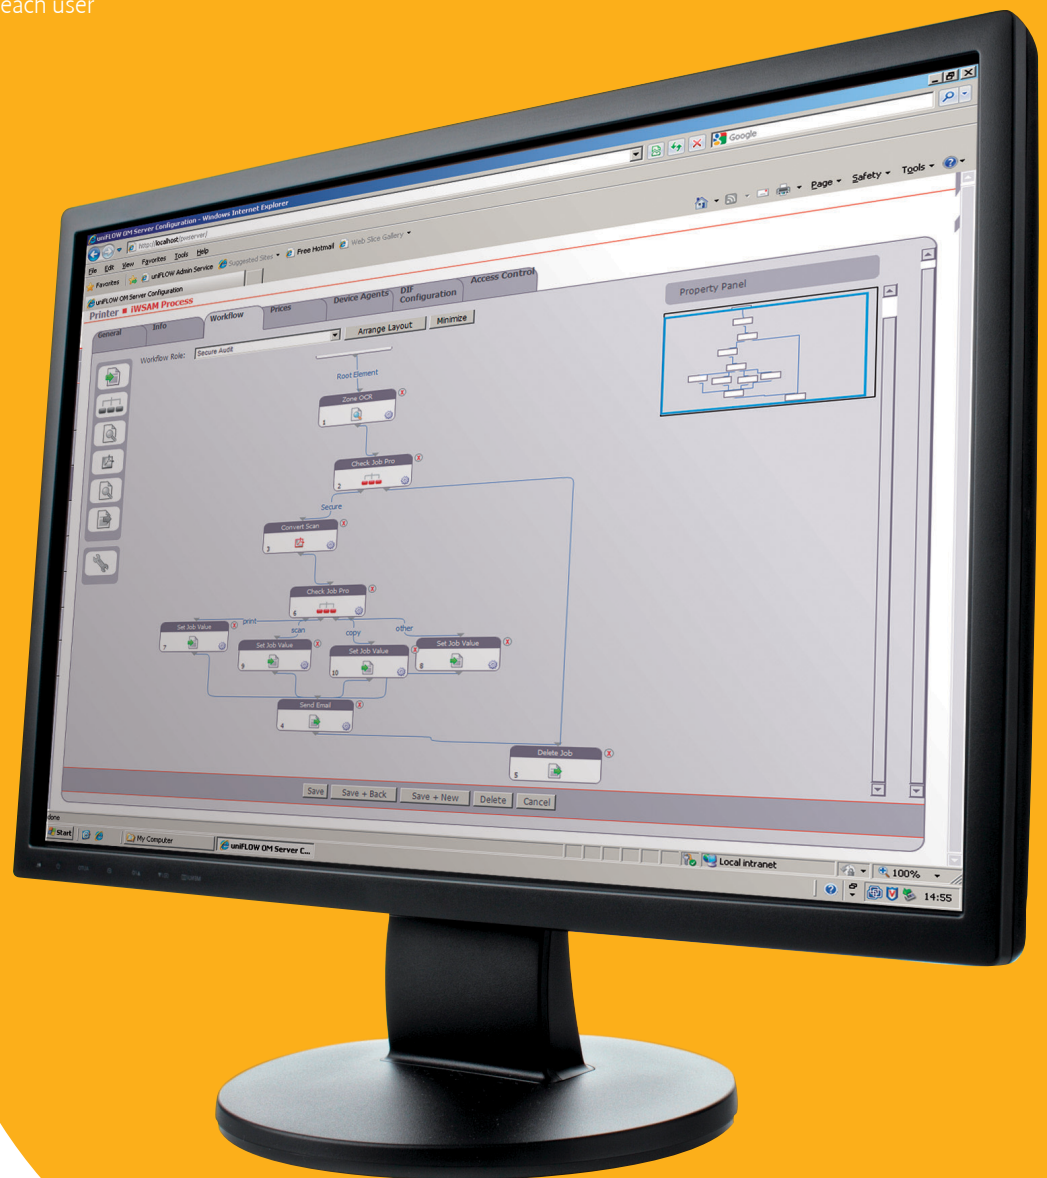 each user
uniFLOW OM Server Configuration - Windows Internet Explorer
http://localhost/pwserver/
Google
File Edit View Favorites Tools Help
Favorites uniFLOW Admin Service Suggested Sites Free Hotmail Web Slice Gallery
uniFLOW OM Server Configuration
Page Safety Tools
Printer iWSAM Process
General Info Workflow Prices Device Agents DIF Configuration Access Control
Property Panel
Workflow Role: Secure Audit Arrange Layout Minimize
Root Element
Zone OCR
1
Check Job Pro
2
Secure
Convert Scan
3
Check Job Pro
6
print scan copy other
Set Job Value Set Job Value Set Job Value Set Job Value
7 9 10 8
Send Email
4
Delete Job
5
Save Save + Back Save + New Delete Cancel
done
Local intranet 100%
Start My Computer uniFLOW OM Server C...
14:55